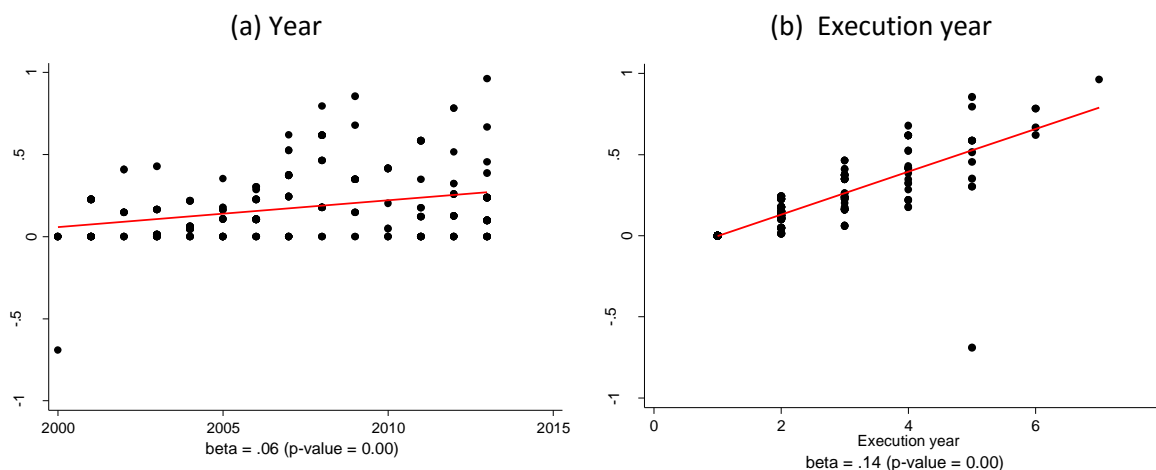 (a) Year
1
.5
0
-.5
-1
2000 2005 2010 2015
beta = .06 (p-value = 0.00)
(b) Execution year
1
.5
0
-.5
-1
0 2 4 6
Execution year
beta = .14 (p-value = 0.00)